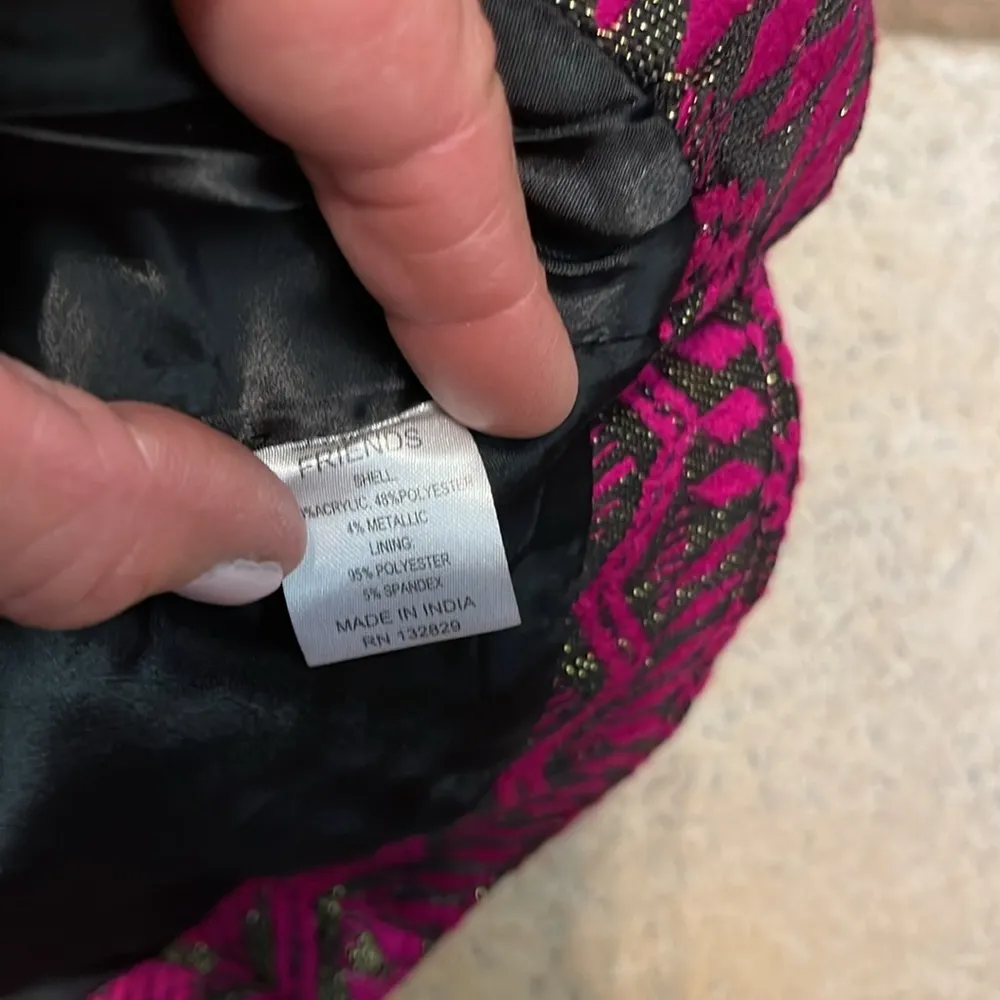 FRIENDS
SHELL:
%ACRYLIC, 48%POLYESTER
4% METALLIC
LINING:
95% POLYESTER
5% SPANDEX
MADE IN INDIA
RN 132829